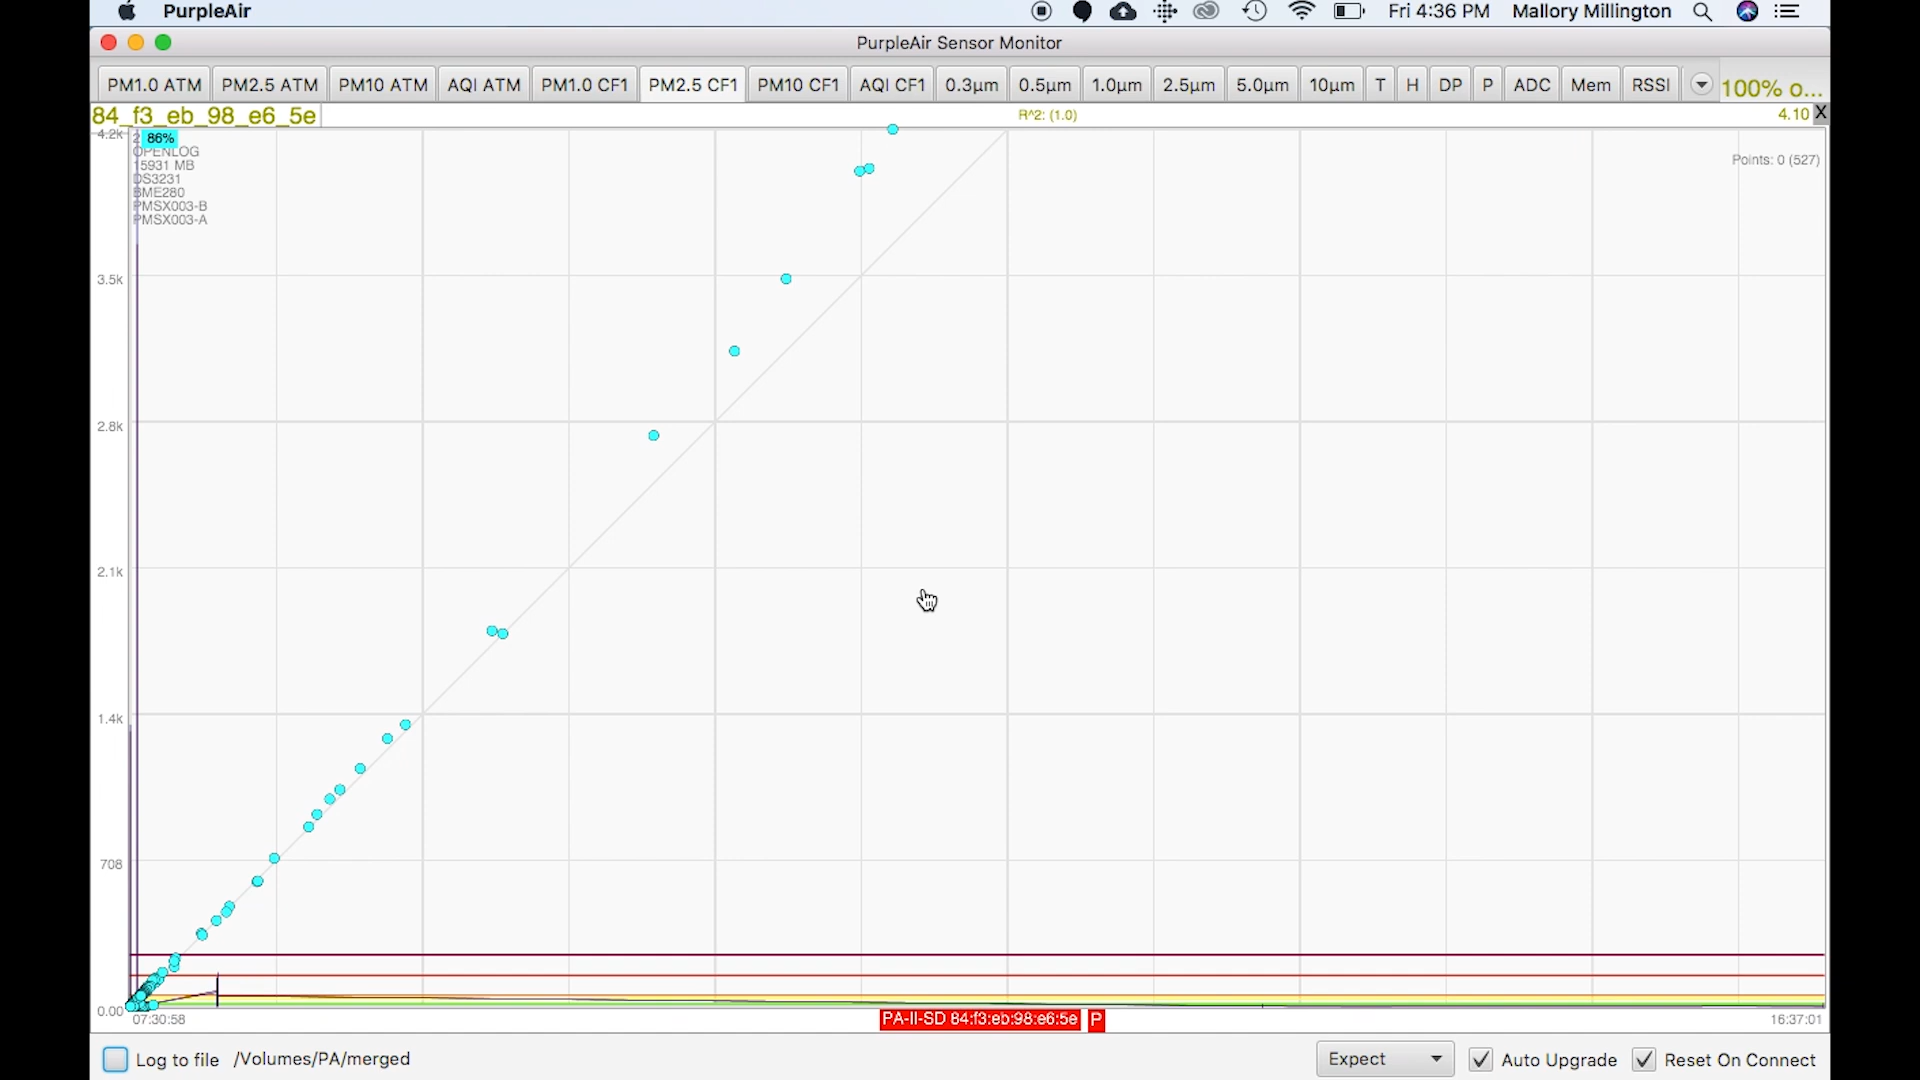 PurpleAir
Fri 4:36 PM Mallory Millington
PurpleAir Sensor Monitor
PM1.0 ATM PM2.5 ATM PM10 ATM AQI ATM PM1.0 CF1 PM2.5 CF1 PM10 CF1 AQI CF1 0.3µm 0.5µm 1.0µm 2.5µm 5.0µm 10µm T H DP P ADC Mem RSSI 100% o...
84_f3_eb_98_e6_5e R^2: (1.0) 4.10 X
4.2k 86%
OPENLOG
15931 MB
DS3231
BME280
PMSX003-B
PMSX003-A
Points: 0 (527)
3.5k
2.8k
2.1k
1.4k
708
0.00
07:30:58 PA-II-SD 84:f3:eb:98:e6:5e P 16:37:01
Log to file /Volumes/PA/merged Expect Auto Upgrade Reset On Connect